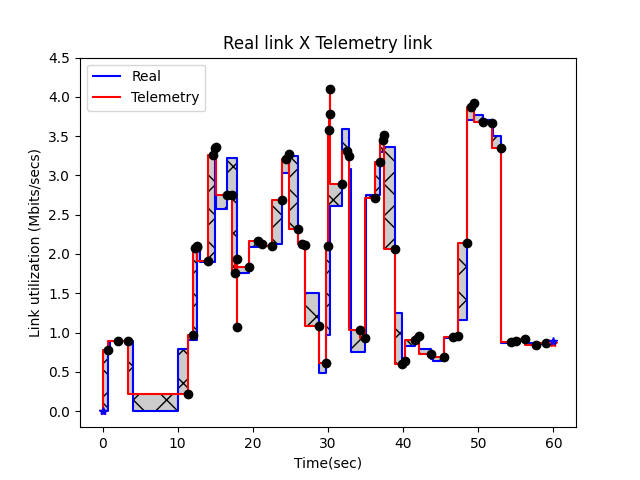 Real link X Telemetry link
Real
Telemetry
Link utilization (Mbits/secs)
4.5
4.0
3.5
3.0
2.5
2.0
1.5
1.0
0.5
0.0
0 10 20 30 40 50 60
Time(sec)